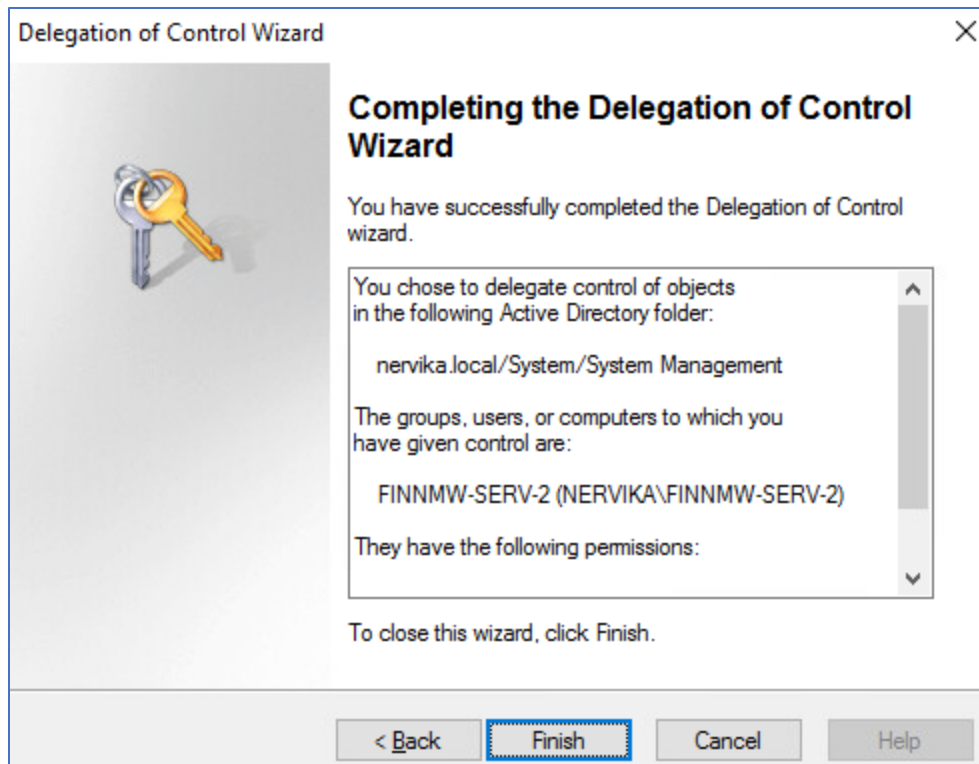 Delegation of Control Wizard
Completing the Delegation of Control
Wizard
You have successfully completed the Delegation of Control
wizard.
You chose to delegate control of objects
in the following Active Directory folder:
nervika.local/System/System Management
The groups, users, or computers to which you
have given control are:
FINNMW-SERV-2 (NERVIKA\FINNMW-SERV-2)
They have the following permissions:
To close this wizard, click Finish.
< Back Finish Cancel Help